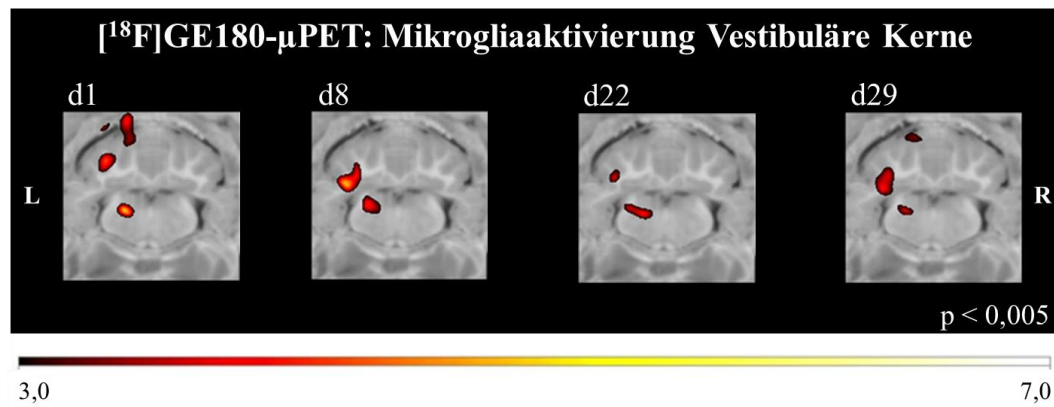 [¹⁸F]GE180-µPET: Mikrogliaaktivierung Vestibuläre Kerne
d1 d8 d22 d29
L R
p < 0,005
3,0 7,0